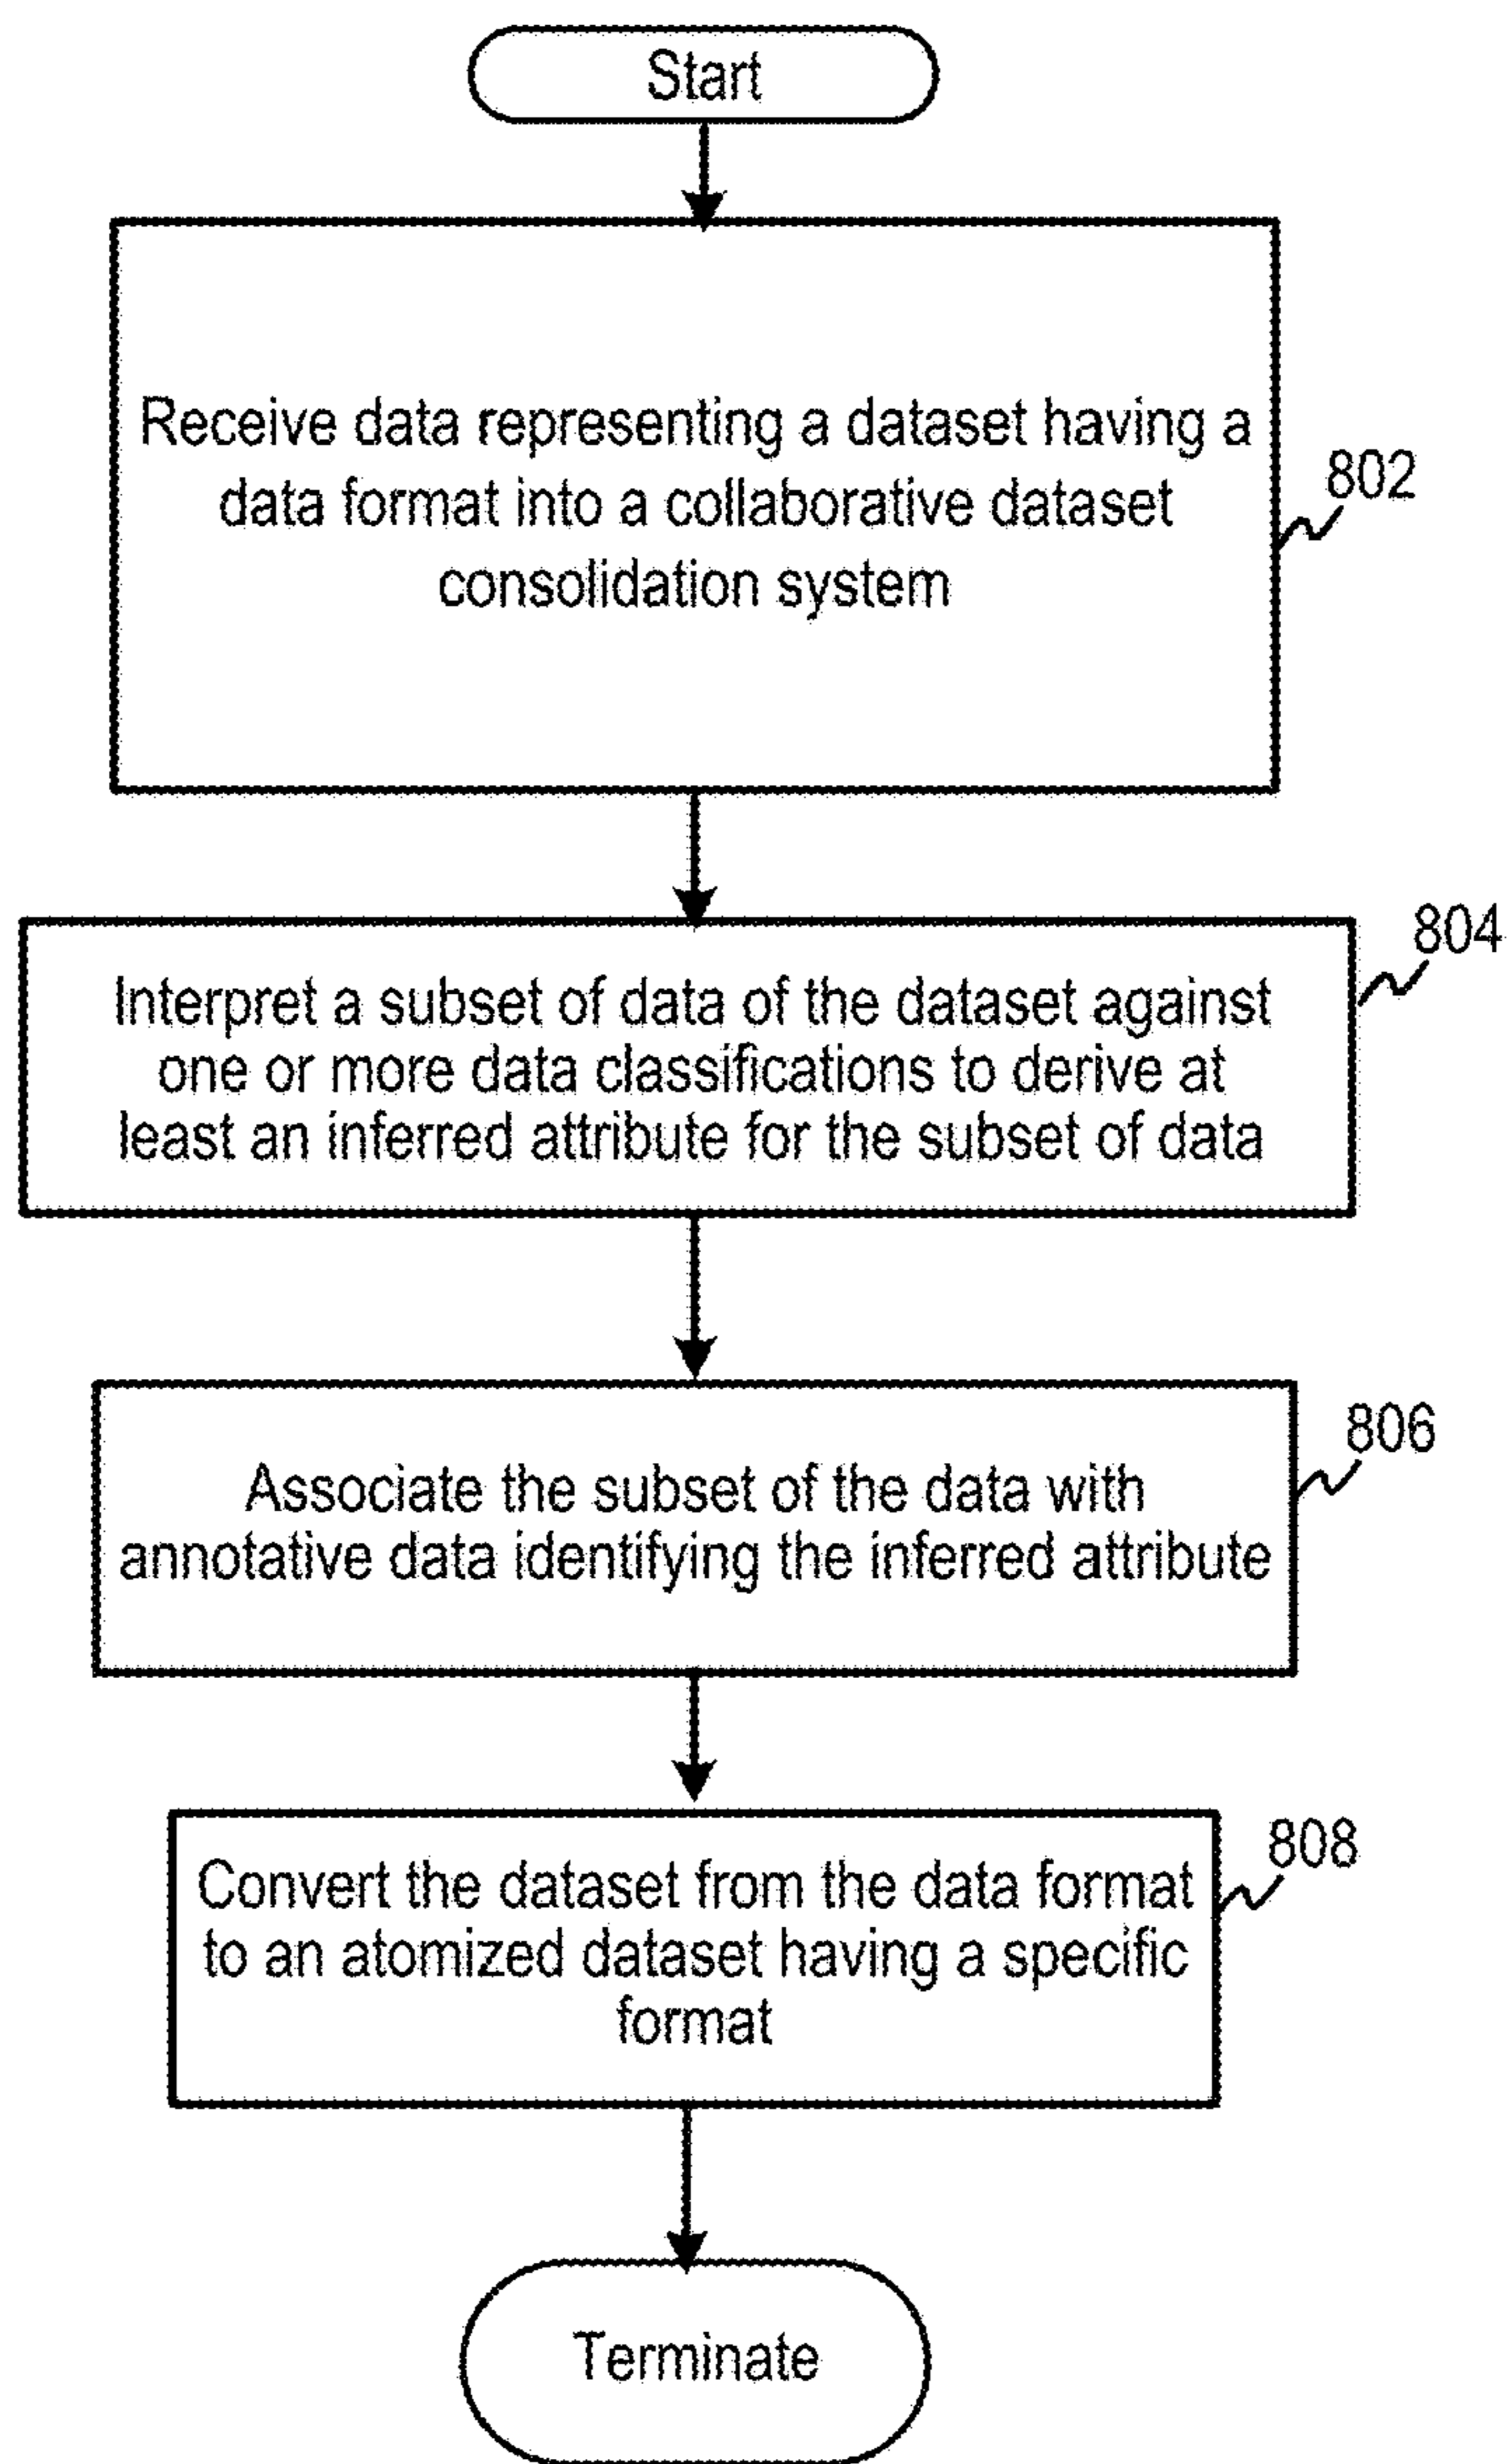 Start
Receive data representing a dataset having a
data format into a collaborative dataset
consolidation system
802
Interpret a subset of data of the dataset against
one or more data classifications to derive at
least an inferred attribute for the subset of data
804
Associate the subset of the data with
annotative data identifying the inferred attribute
806
Convert the dataset from the data format
to an atomized dataset having a specific
format
808
Terminate